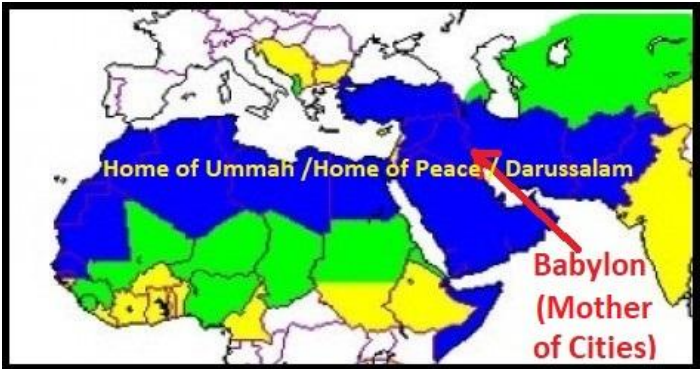 Home of Ummah /Home of Peace / Darussalam
Babylon
(Mother
of Cities)